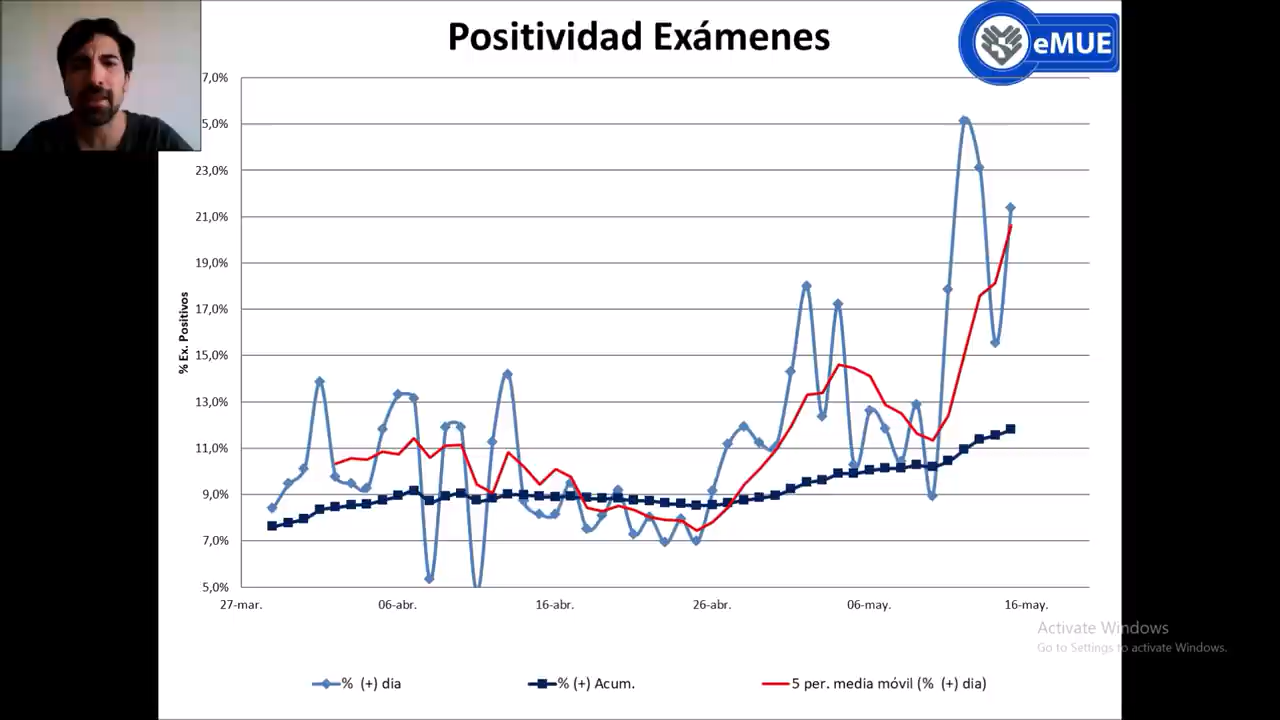 Positividad Exámenes
eMUE
7,0%
5,0%
23,0%
21,0%
19,0%
17,0%
15,0%
13,0%
11,0%
9,0%
7,0%
5,0%
% Ex. Positivos
27-mar.
06-abr.
16-abr.
26-abr.
06-may.
16-may.
Activate Windows
Go to Settings to activate Windows.
% (+) dia
% (+) Acum.
5 per. media móvil (% (+) dia)